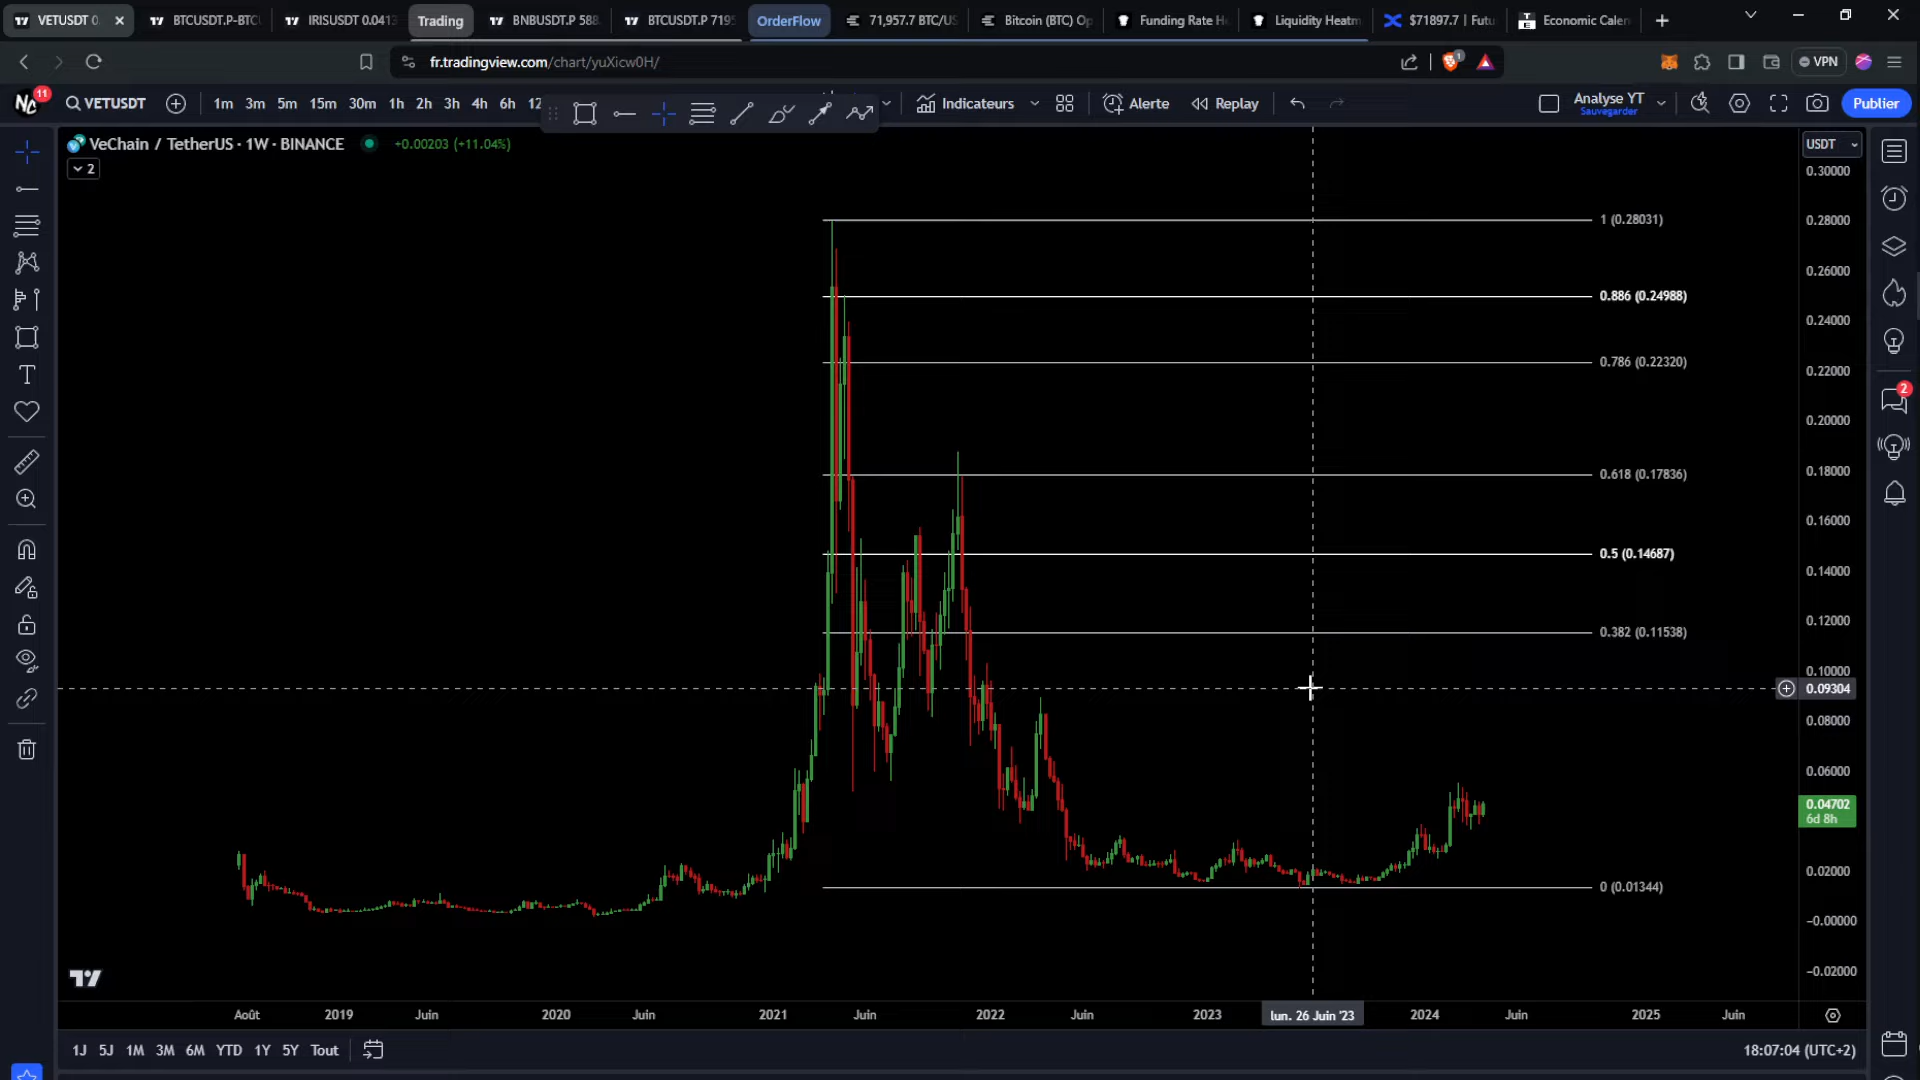 VETUSDT 0.
BTCUSDT.P-BTC
IRISUSDT 0.0413
Trading
BNBUSDT.P 588
BTCUSDT.P 719
OrderFlow
71,957.7 BTC/US
Bitcoin (BTC) Op
Funding Rate H
Liquidity Heatm
$71897.7 | Futu
Economic Calen
fr.tradingview.com/chart/yuXicw0H/
1
VPN
11
VETUSDT
1m 3m 5m 15m 30m 1h 2h 3h 4h 6h 12
Indicateurs
Alerte
Replay
Analyse YT
Sauvegarder
Publier
VeChain / TetherUS · 1W · BINANCE
+0.00203 (+11.04%)
2
USDT
0.30000
0.28000
0.26000
0.24000
0.22000
0.20000
0.18000
0.16000
0.14000
0.12000
0.10000
0.09304
0.08000
0.06000
0.04702
6d 8h
0.02000
-0.00000
-0.02000
1 (0.28031)
0.886 (0.24988)
0.786 (0.22320)
0.618 (0.17836)
0.5 (0.14687)
0.382 (0.11538)
0 (0.01344)
2
Août 2019 Juin 2020 Juin 2021 Juin 2022 Juin 2023 lun. 26 Juin '23 2024 Juin 2025 Juin
1J 5J 1M 3M 6M YTD 1Y 5Y Tout
18:07:04 (UTC+2)